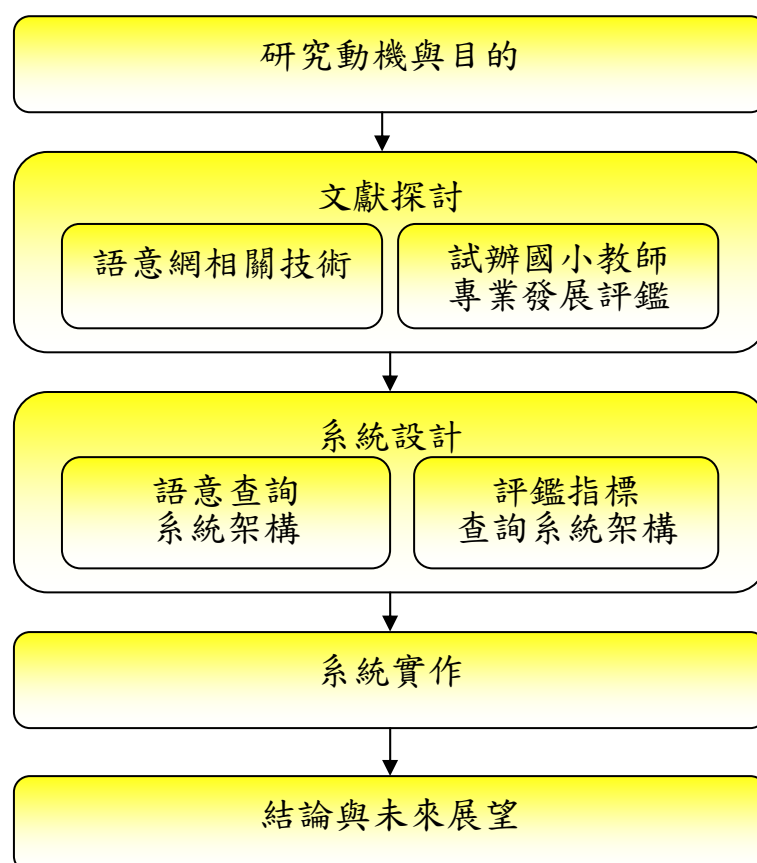 研究動機與目的
文獻探討
語意網相關技術
試辦國小教師
專業發展評鑑
系統設計
語意查詢
系統架構
評鑑指標
查詢系統架構
系統實作
結論與未來展望